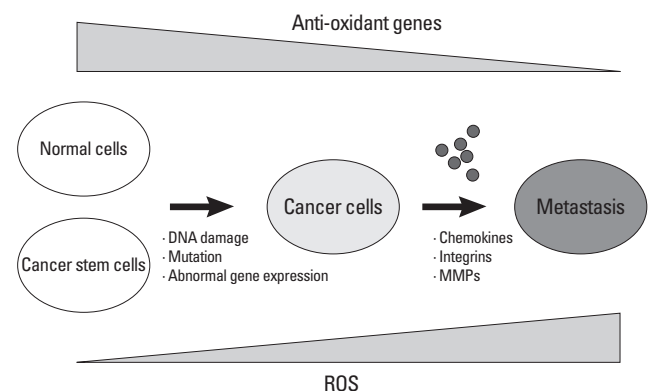 Anti-oxidant genes
Normal cells
Cancer stem cells
· DNA damage
· Mutation
· Abnormal gene expression
Cancer cells
· Chemokines
· Integrins
· MMPs
Metastasis
ROS